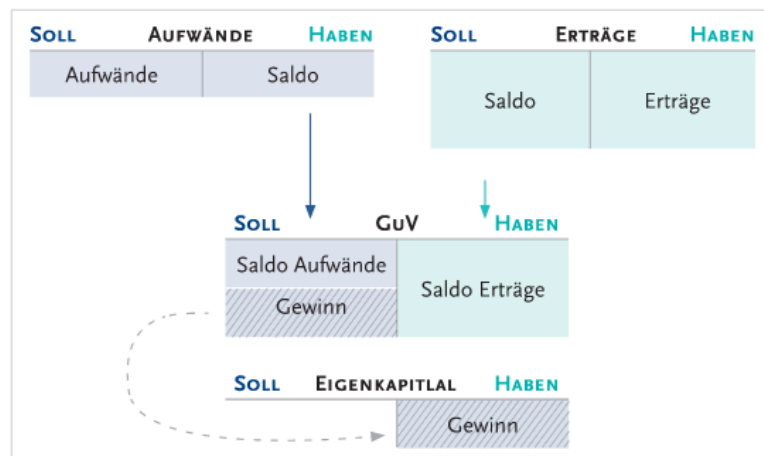 SOLL AUFWÄNDE HABEN
Aufwände Saldo
SOLL ERTRÄGE HABEN
Saldo Erträge
SOLL GUV HABEN
Saldo Aufwände
Gewinn
Saldo Erträge
SOLL EIGENKAPITLAL HABEN
Gewinn